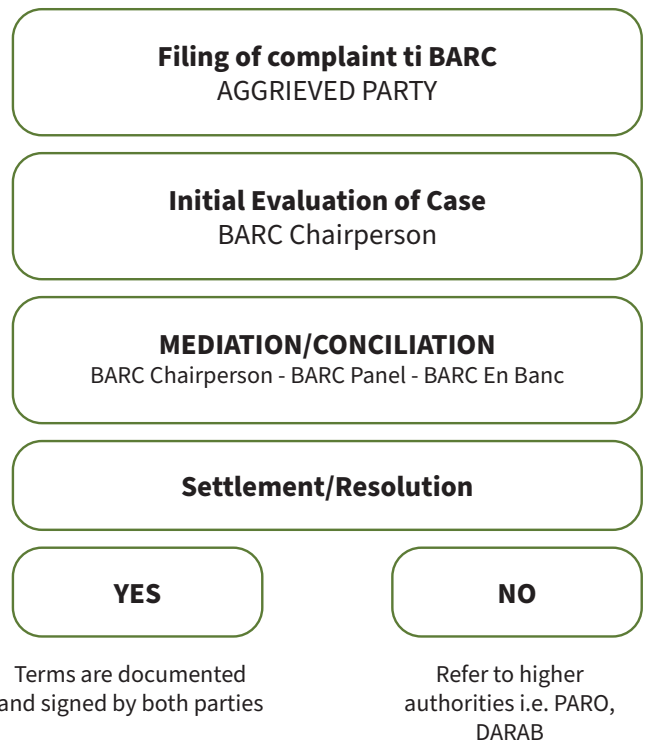 Filing of complaint ti BARC
AGGRIEVED PARTY
Initial Evaluation of Case
BARC Chairperson
MEDIATION/CONCILIATION
BARC Chairperson - BARC Panel - BARC En Banc
Settlement/Resolution
YES
NO
Terms are documented
and signed by both parties
Refer to higher
authorities i.e. PARO,
DARAB